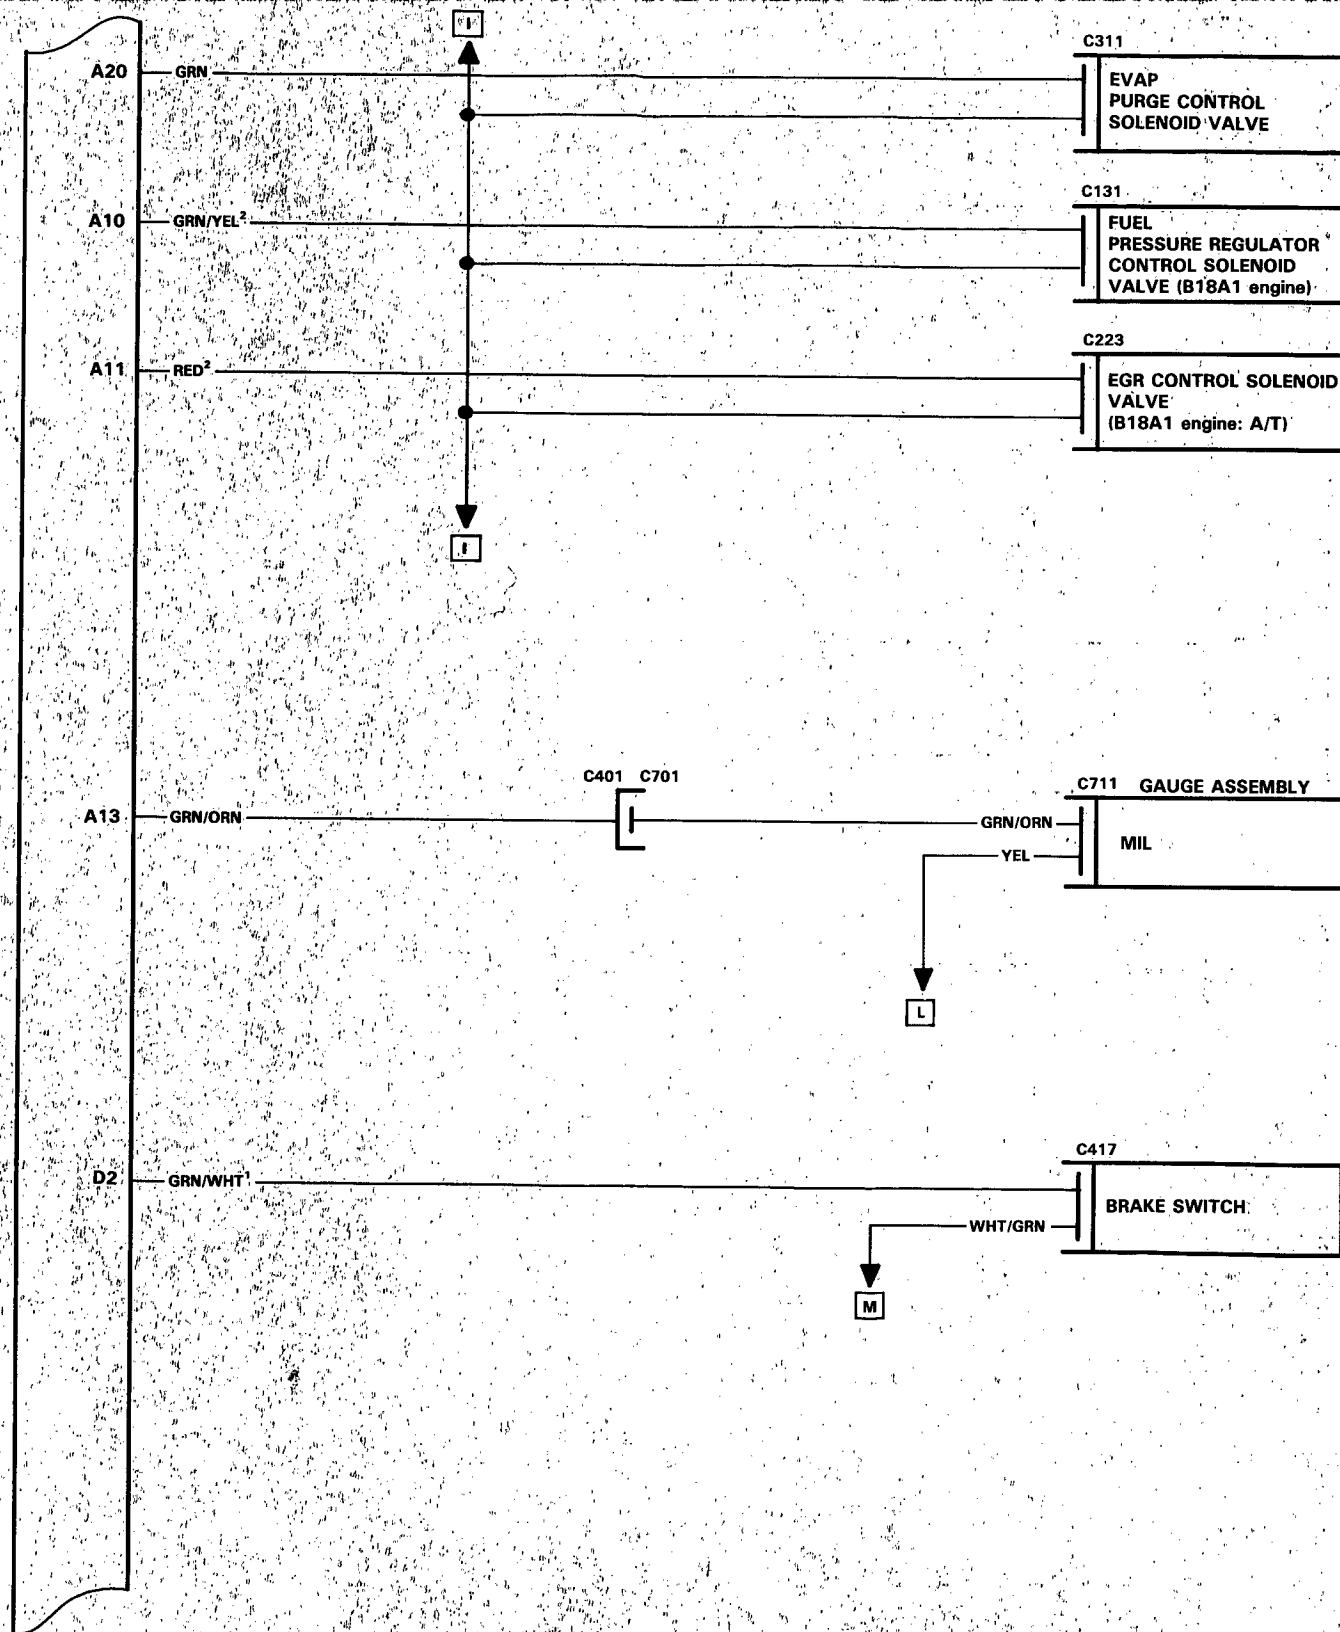 C311
A20 GRN
EVAP
PURGE CONTROL
SOLENOID VALVE
C131
A10 GRN/YEL²
FUEL
PRESSURE REGULATOR
CONTROL SOLENOID
VALVE (B18A1 engine)
C223
A11 RED²
EGR CONTROL SOLENOID
VALVE
(B18A1 engine: A/T)
C401 C701
C711 GAUGE ASSEMBLY
A13 GRN/ORN
GRN/ORN
MIL
YEL
L
C417
D2 GRN/WHT¹
BRAKE SWITCH
WHT/GRN
M